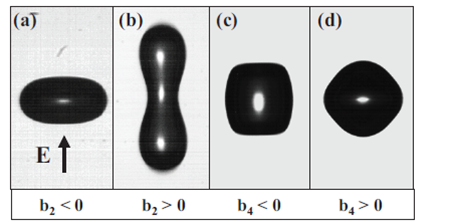 (a) (b) (c) (d)
E
b₂ < 0 b₂ > 0 b₄ < 0 b₄ > 0